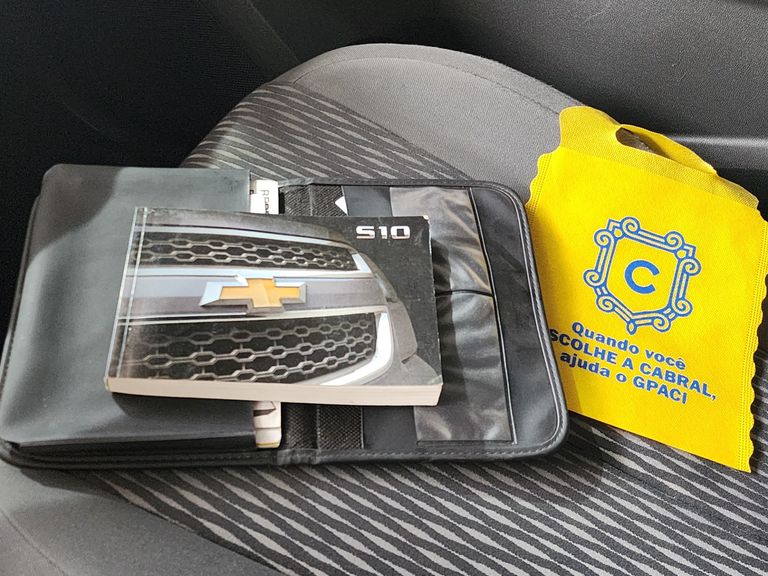 S10
C
Quando você
SCOLHE A CABRAL,
ajuda o GPACI